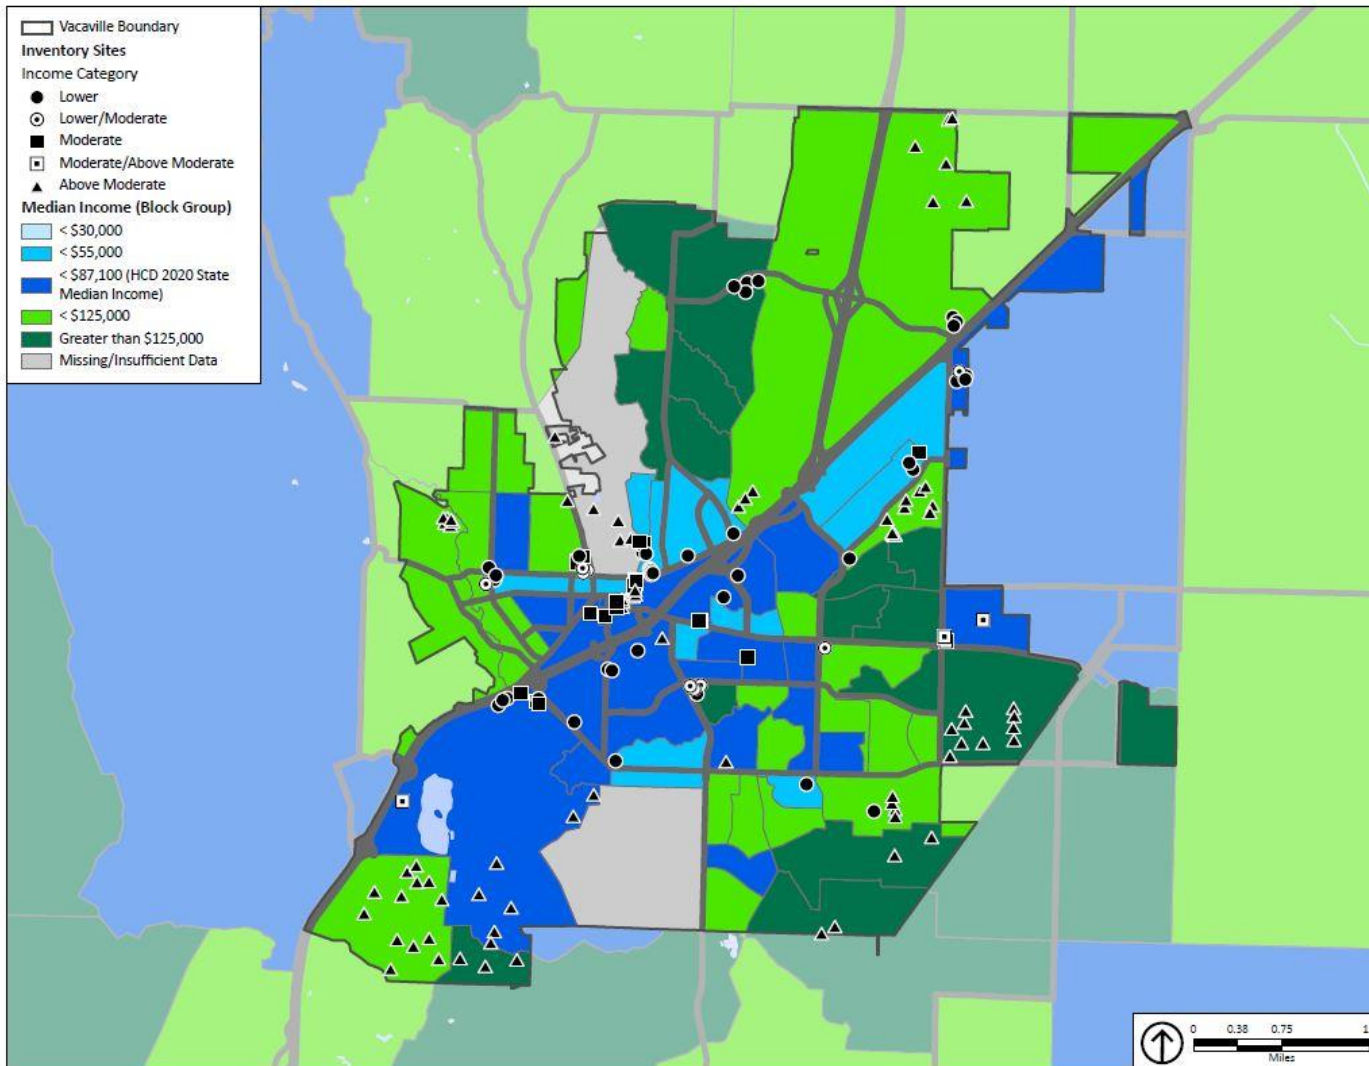 Vacaville Boundary
Inventory Sites
Income Category
Lower
Lower/Moderate
Moderate
Moderate/Above Moderate
Above Moderate
Median Income (Block Group)
< $30,000
< $55,000
< $87,100 (HCD 2020 State
Median Income)
< $125,000
Greater than $125,000
Missing/Insufficient Data
0 0.38 0.75
Miles